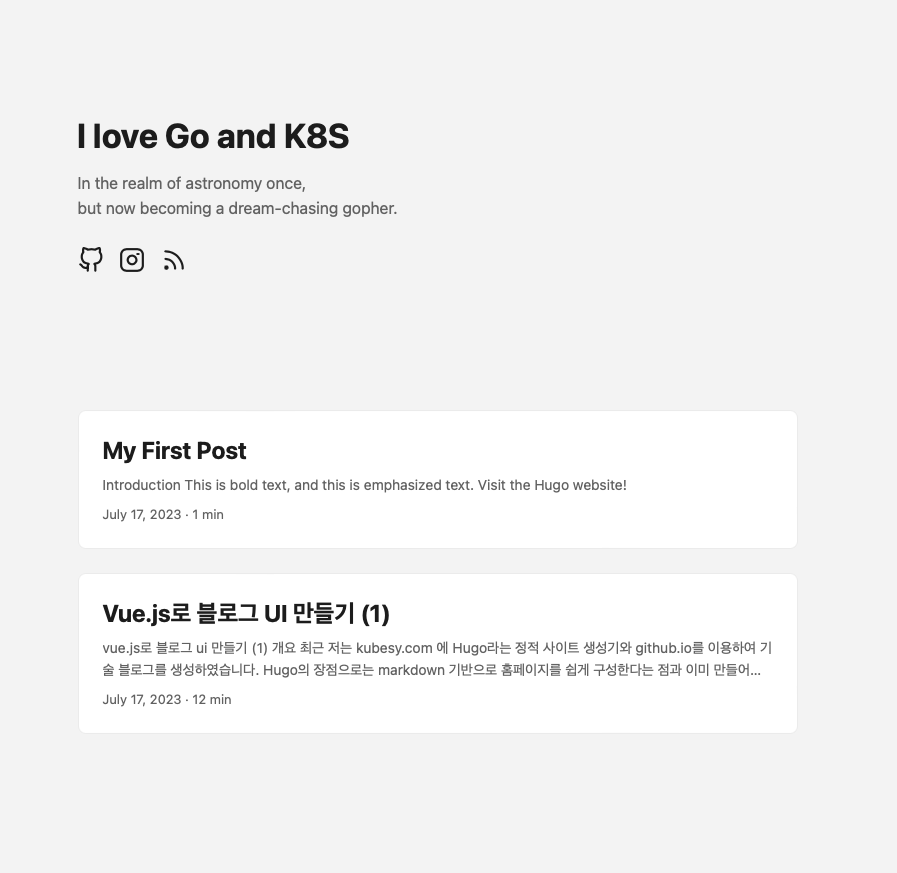 I love Go and K8S
In the realm of astronomy once,
but now becoming a dream-chasing gopher.
My First Post
Introduction This is bold text, and this is emphasized text. Visit the Hugo website!
July 17, 2023 · 1 min
Vue.js로 블로그 UI 만들기 (1)
vue.js로 블로그 ui 만들기 (1) 개요 최근 저는 kubesy.com 에 Hugo라는 정적 사이트 생성기와 github.io를 이용하여 기
술 블로그를 생성하였습니다. Hugo의 장점으로는 markdown 기반으로 홈페이지를 쉽게 구성한다는 점과 이미 만들어...
July 17, 2023 · 12 min